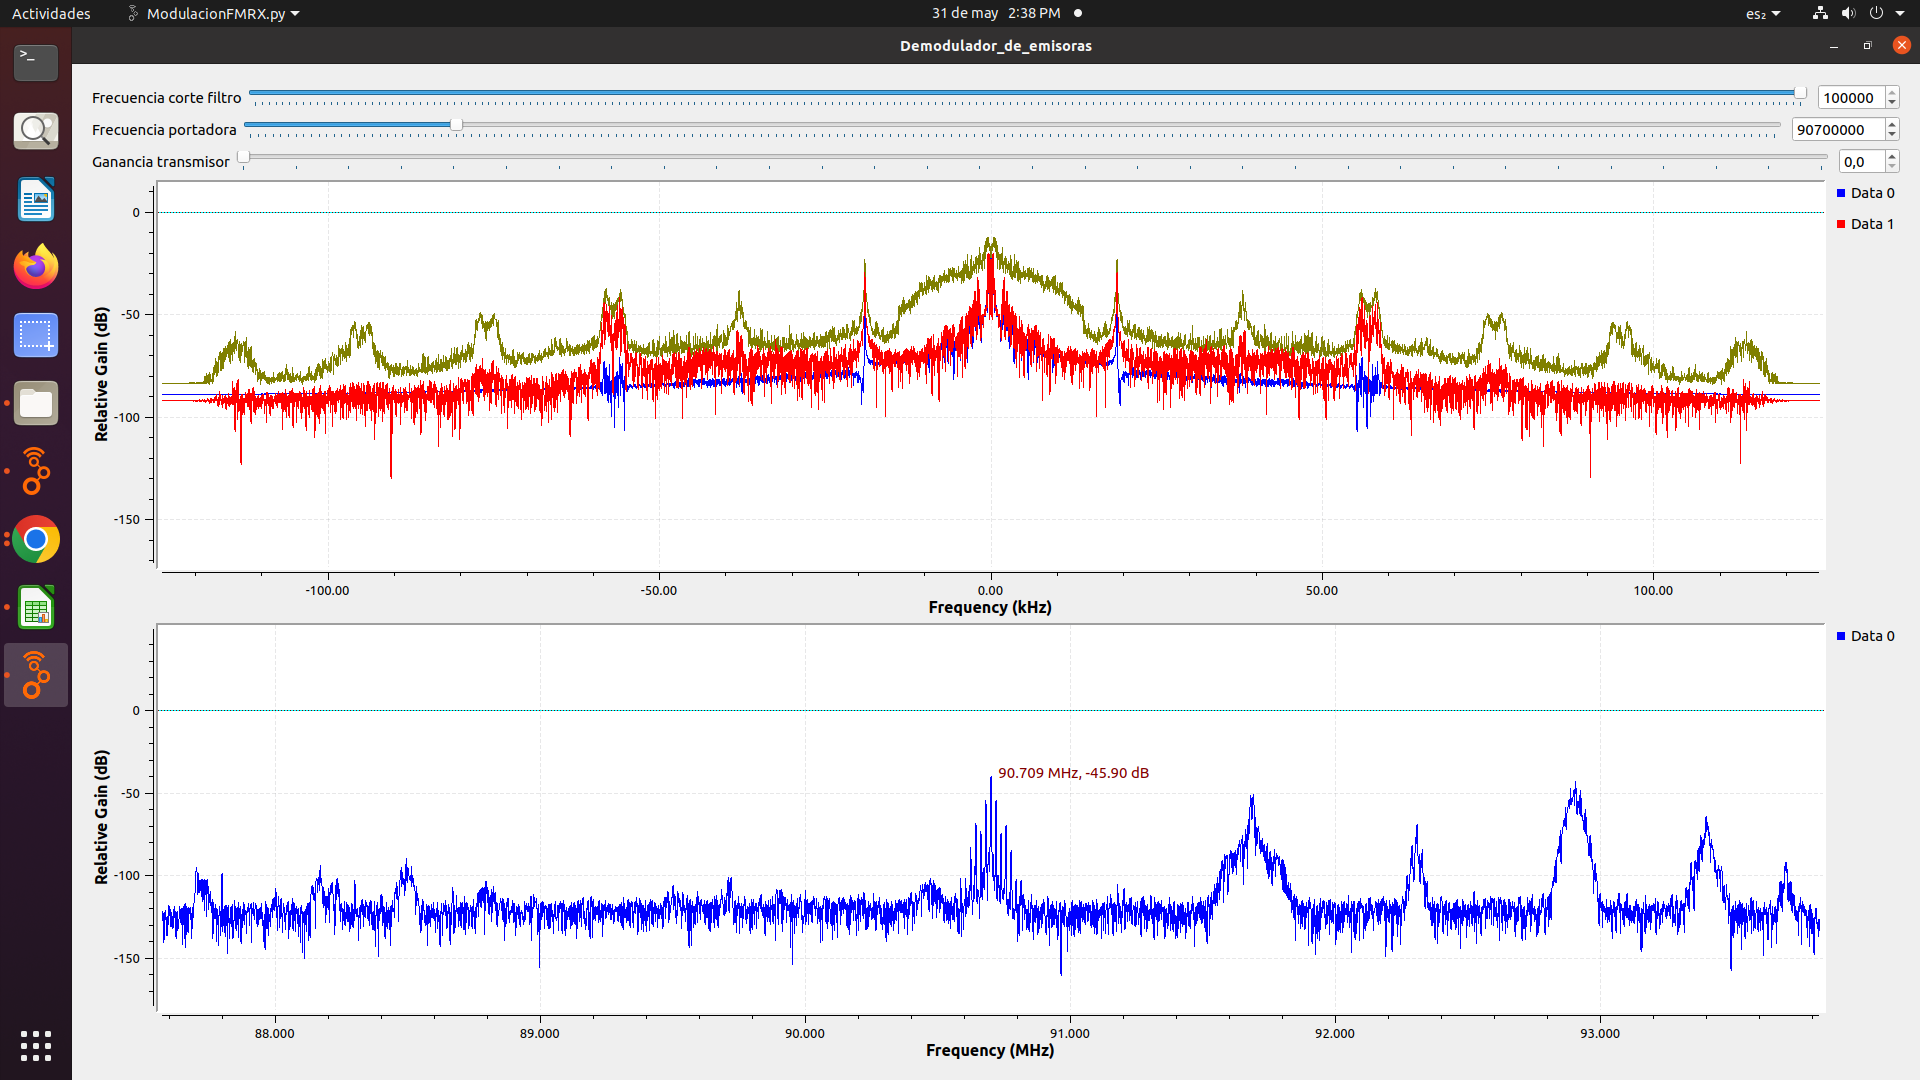 Actividades
ModulacionFMRX.py
31 de may 2:38 PM
es₂
Demodulador_de_emisoras
Frecuencia corte filtro
100000
Frecuencia portadora
90700000
Ganancia transmisor
0,0
Data 0
Data 1
Relative Gain (dB)
0
-50
-100
-150
-100.00 -50.00 0.00 50.00 100.00
Frequency (kHz)
Data 0
Relative Gain (dB)
0
90.709 MHz, -45.90 dB
-50
-100
-150
88.000 89.000 90.000 91.000 92.000 93.000
Frequency (MHz)